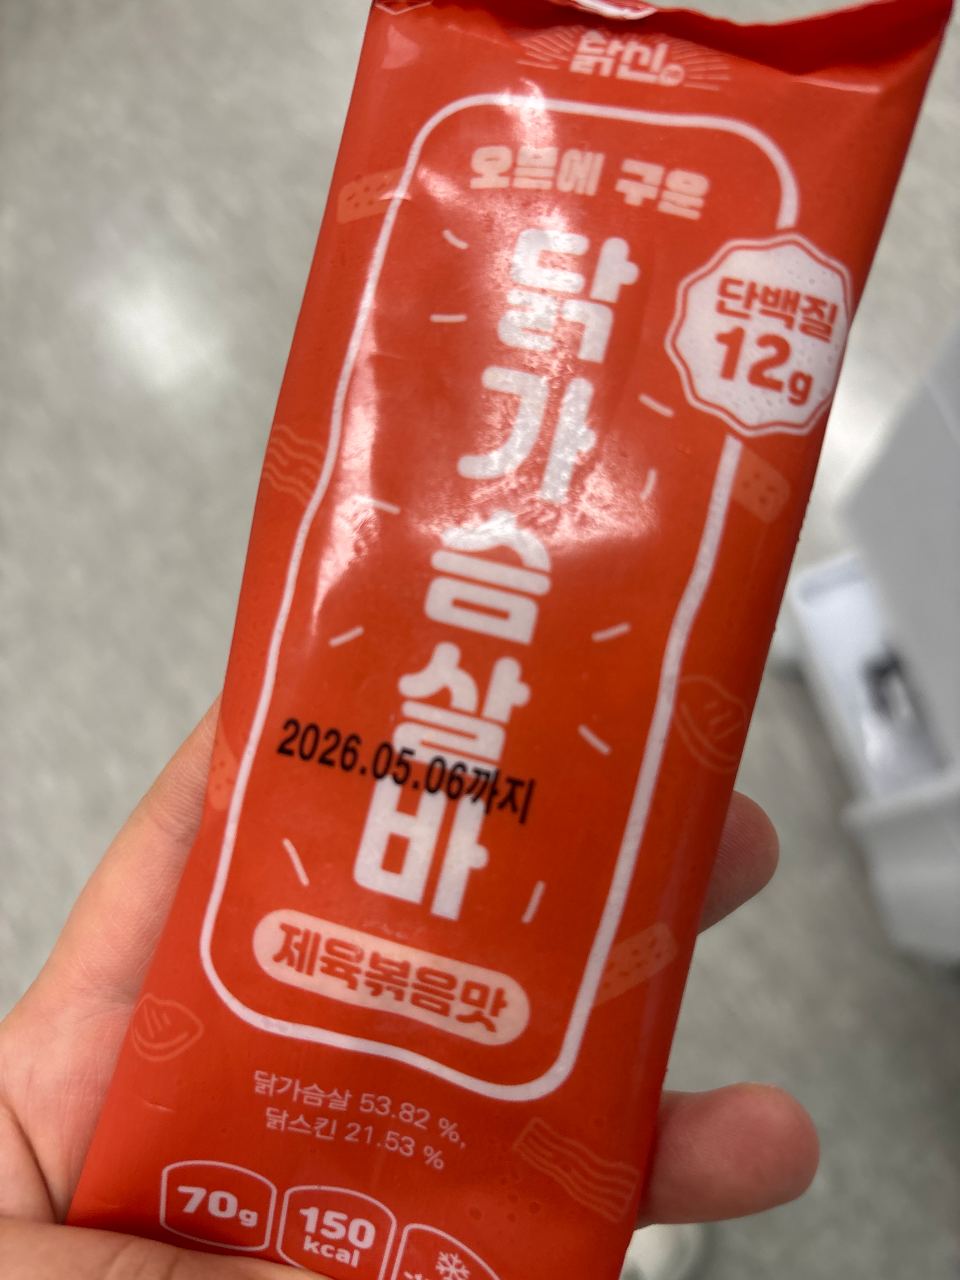 닭신
오븐에 구운
단백질
12g
닭가슴살바
2026.05.06까지
제육볶음맛
닭가슴살 53.82 %,
닭스킨 21.53 %
70g
150
kcal